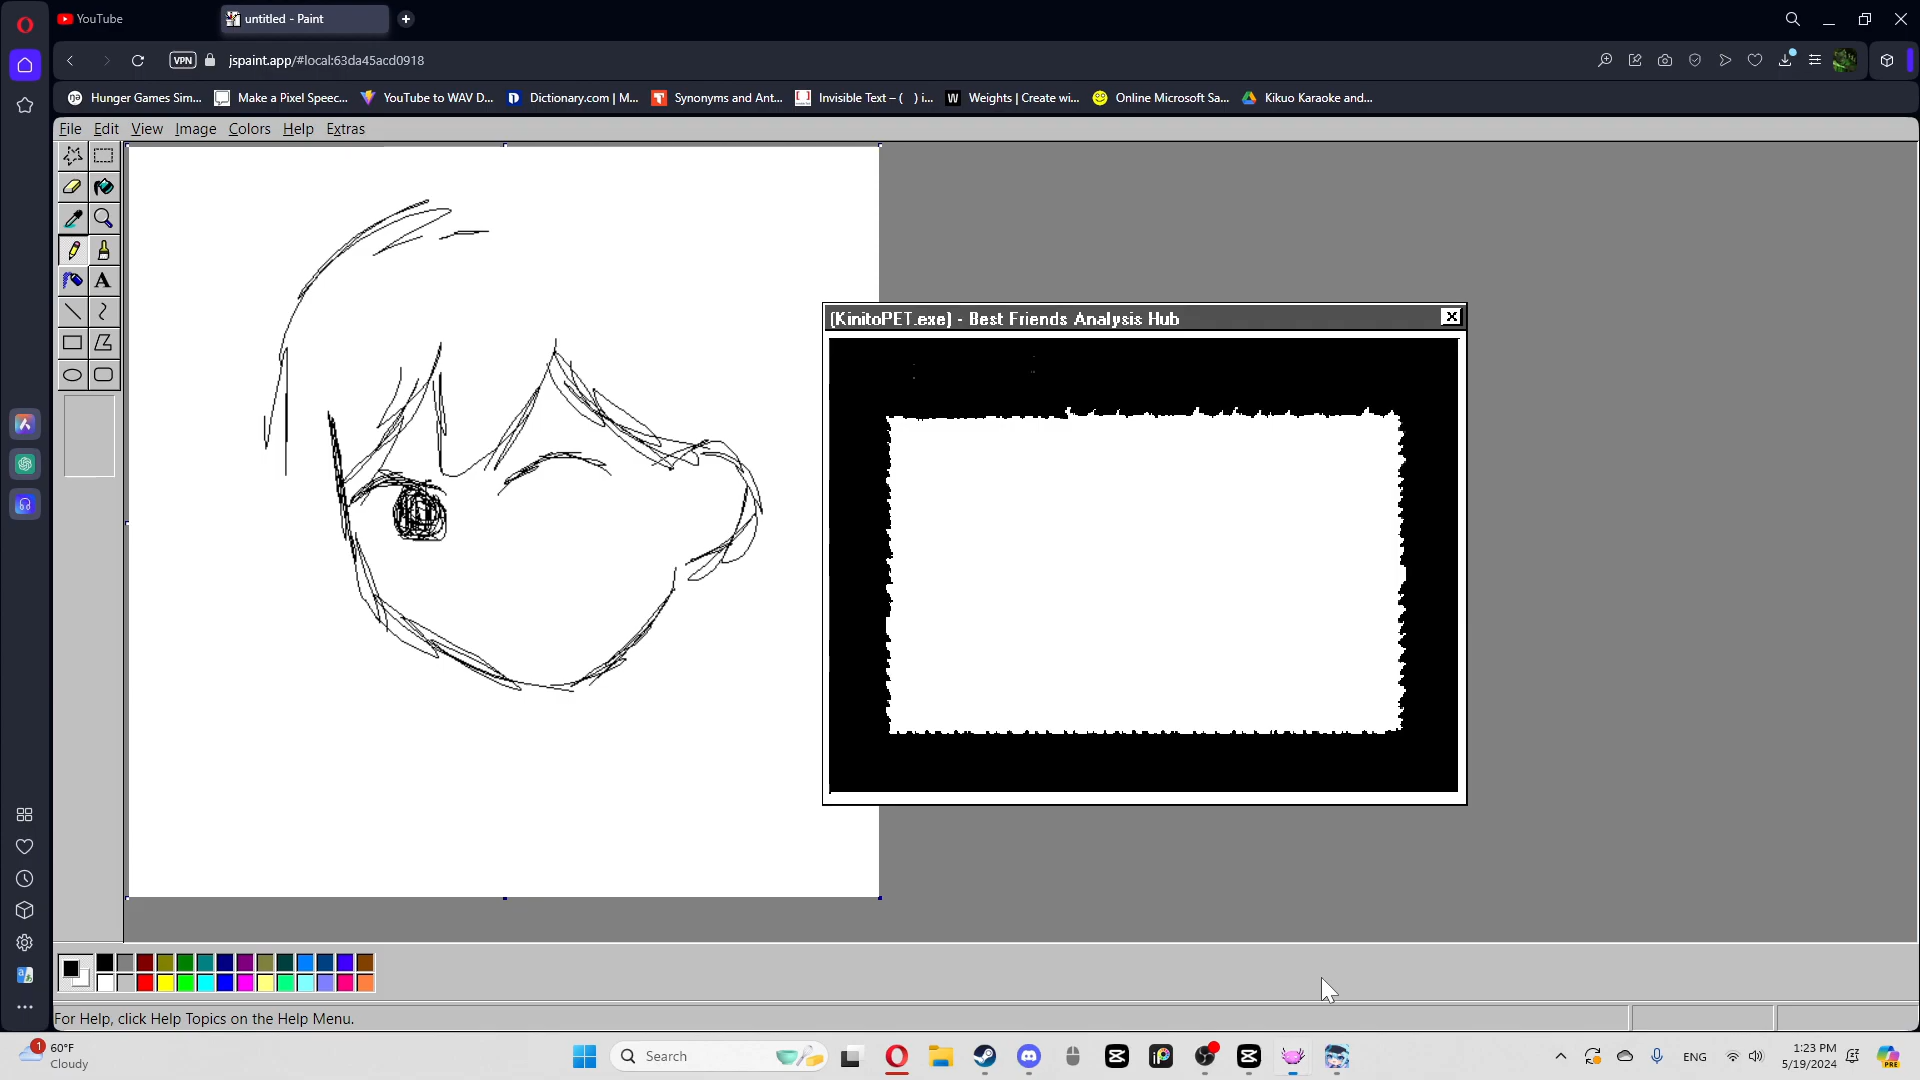 YouTube
untitled - Paint
VPN
jspaint.app/#local:63da45acd0918
Hunger Games Sim...
Make a Pixel Speec...
YouTube to WAV D...
Dictionary.com | M...
Synonyms and Ant...
Invisible Text – ( ) i...
Weights | Create wi...
Online Microsoft Sa...
Kikuo Karaoke and...
File Edit View Image Colors Help Extras
A
[KinitoPET.exe] - Best Friends Analysis Hub
For Help, click Help Topics on the Help Menu.
1
60°F
Cloudy
Search
ENG
1:23 PM
5/19/2024
PRE